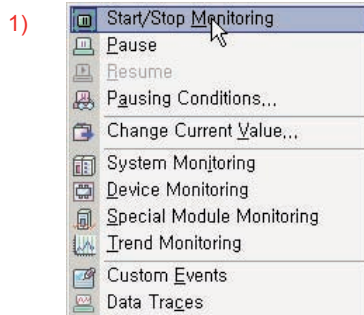 1)
Start/Stop Monitoring
Pause
Resume
Pausing Conditions...
Change Current Value...
System Monitoring
Device Monitoring
Special Module Monitoring
Trend Monitoring
Custom Events
Data Traces